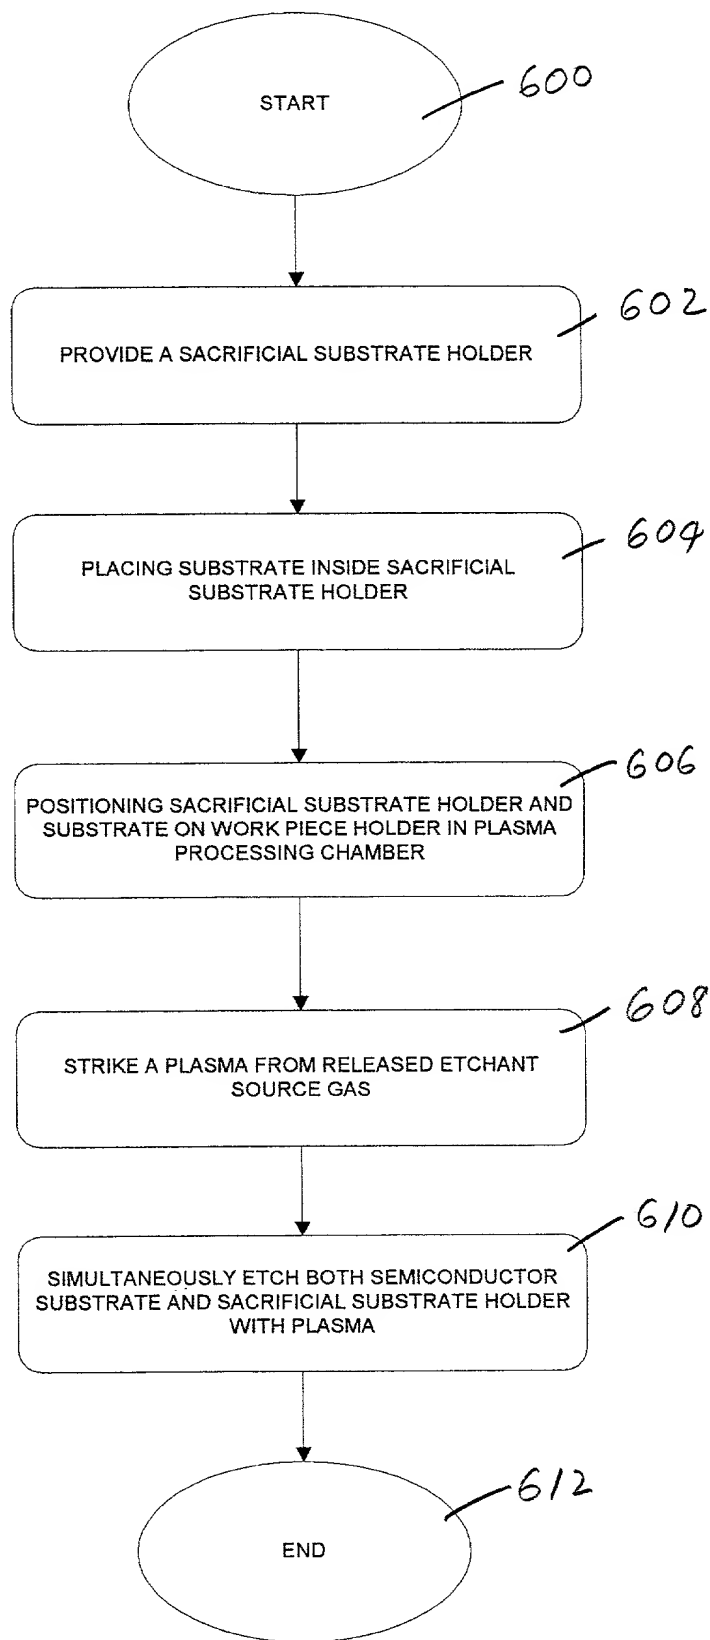 START
600
PROVIDE A SACRIFICIAL SUBSTRATE HOLDER
602
PLACING SUBSTRATE INSIDE SACRIFICIAL
SUBSTRATE HOLDER
604
POSITIONING SACRIFICIAL SUBSTRATE HOLDER AND
SUBSTRATE ON WORK PIECE HOLDER IN PLASMA
PROCESSING CHAMBER
606
STRIKE A PLASMA FROM RELEASED ETCHANT
SOURCE GAS
608
SIMULTANEOUSLY ETCH BOTH SEMICONDUCTOR
SUBSTRATE AND SACRIFICIAL SUBSTRATE HOLDER
WITH PLASMA
610
END
612